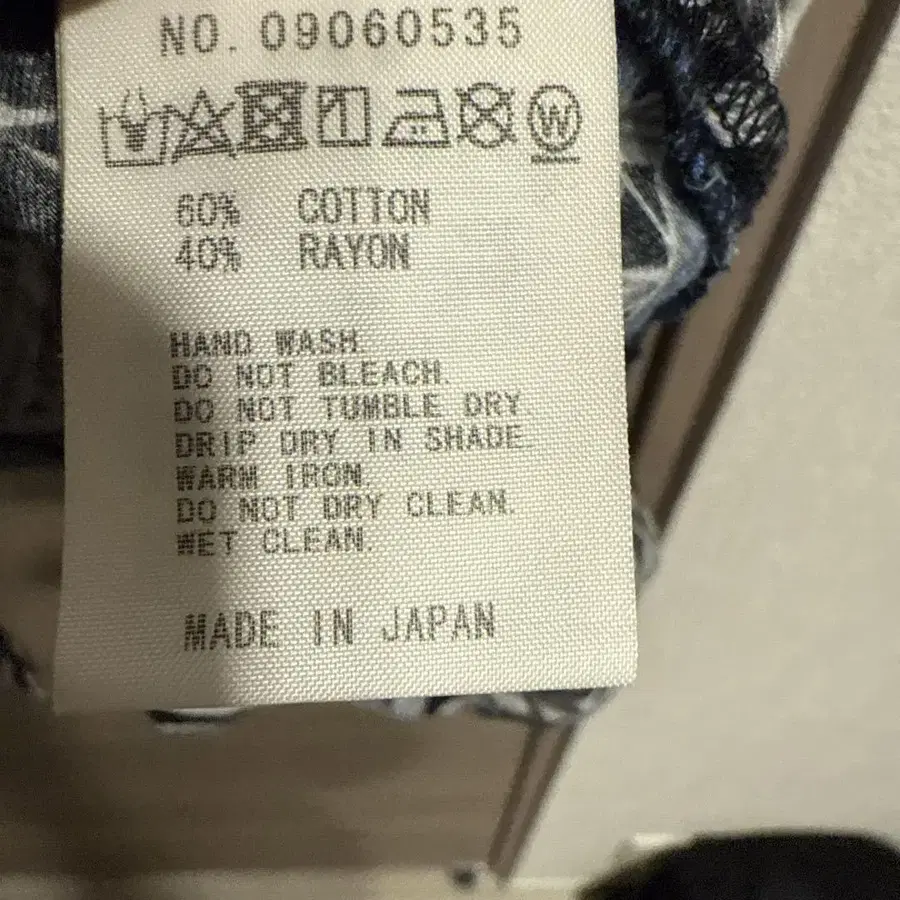 NO. 09060535
W
60% COTTON
40% RAYON
HAND WASH.
DO NOT BLEACH.
DO NOT TUMBLE DRY.
DRIP DRY IN SHADE.
WARM IRON.
DO NOT DRY CLEAN.
WET CLEAN.
MADE IN JAPAN